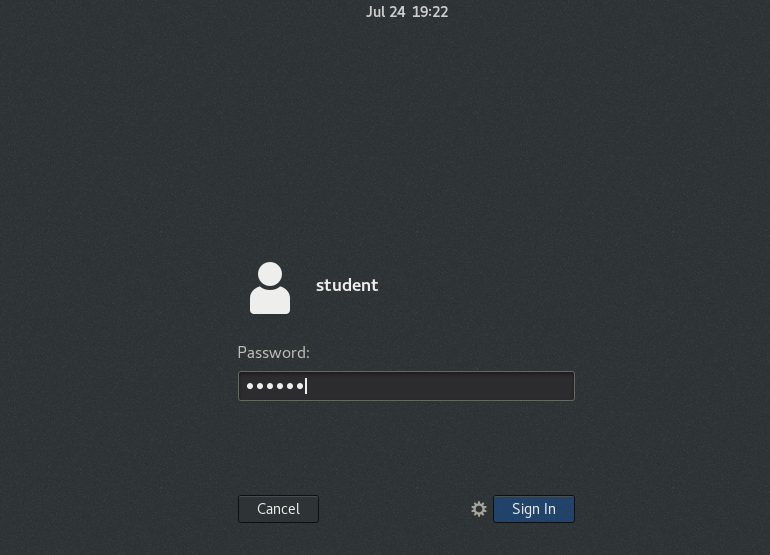 Jul 24 19:22
student
Password:
••••••
Cancel
Sign In